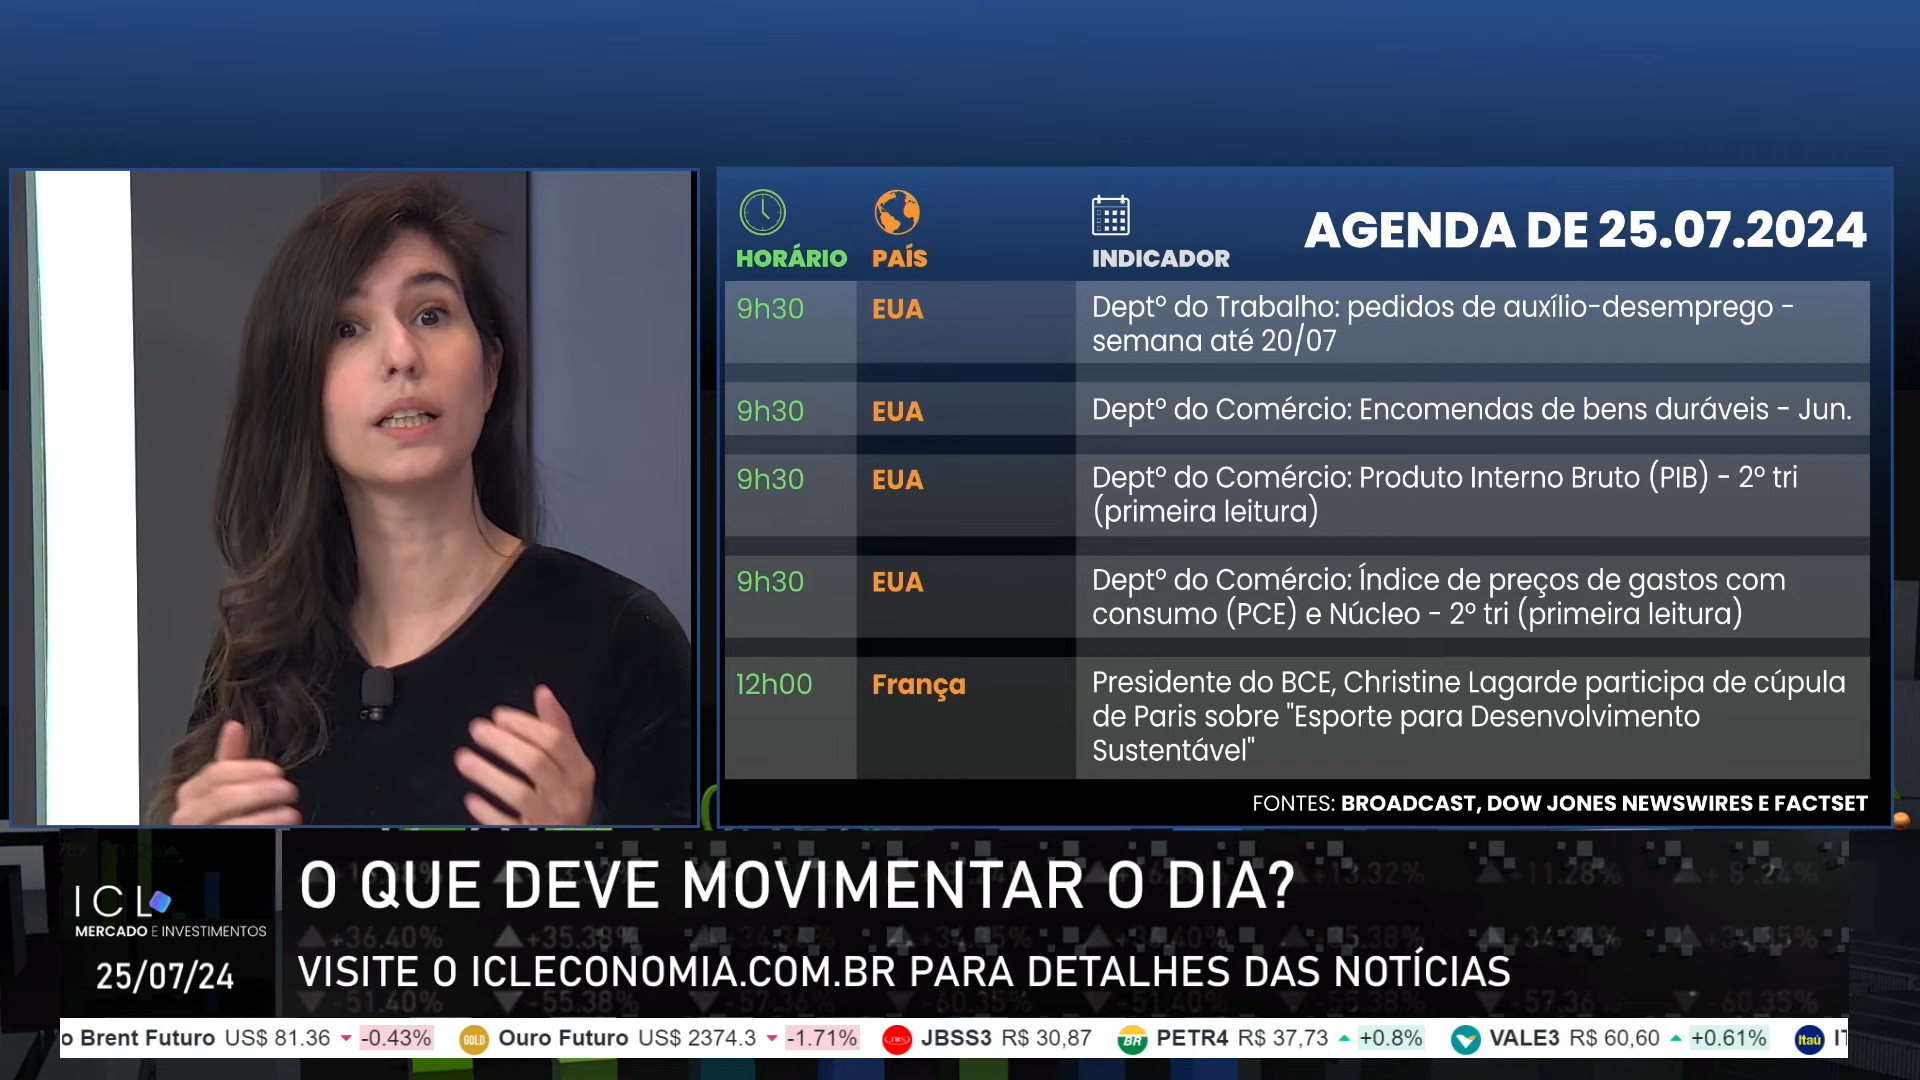 HORÁRIO
PAÍS
INDICADOR
AGENDA DE 25.07.2024
9h30
EUA
Deptº do Trabalho: pedidos de auxílio-desemprego -
semana até 20/07
9h30
EUA
Deptº do Comércio: Encomendas de bens duráveis - Jun.
9h30
EUA
Deptº do Comércio: Produto Interno Bruto (PIB) - 2º tri
(primeira leitura)
9h30
EUA
Deptº do Comércio: Índice de preços de gastos com
consumo (PCE) e Núcleo - 2º tri (primeira leitura)
12h00
França
Presidente do BCE, Christine Lagarde participa de cúpula
de Paris sobre "Esporte para Desenvolvimento
Sustentável"
FONTES: BROADCAST, DOW JONES NEWSWIRES E FACTSET
ICL
MERCADO E INVESTIMENTOS
25/07/24
O QUE DEVE MOVIMENTAR O DIA?
VISITE O ICLECONOMIA.COM.BR PARA DETALHES DAS NOTÍCIAS
o Brent Futuro US$ 81.36 -0.43% GOLD Ouro Futuro US$ 2374.3 -1.71% JBS JBSS3 R$ 30,87 BR PETR4 R$ 37,73 +0.8% VALE3 R$ 60,60 +0.61% Itaú